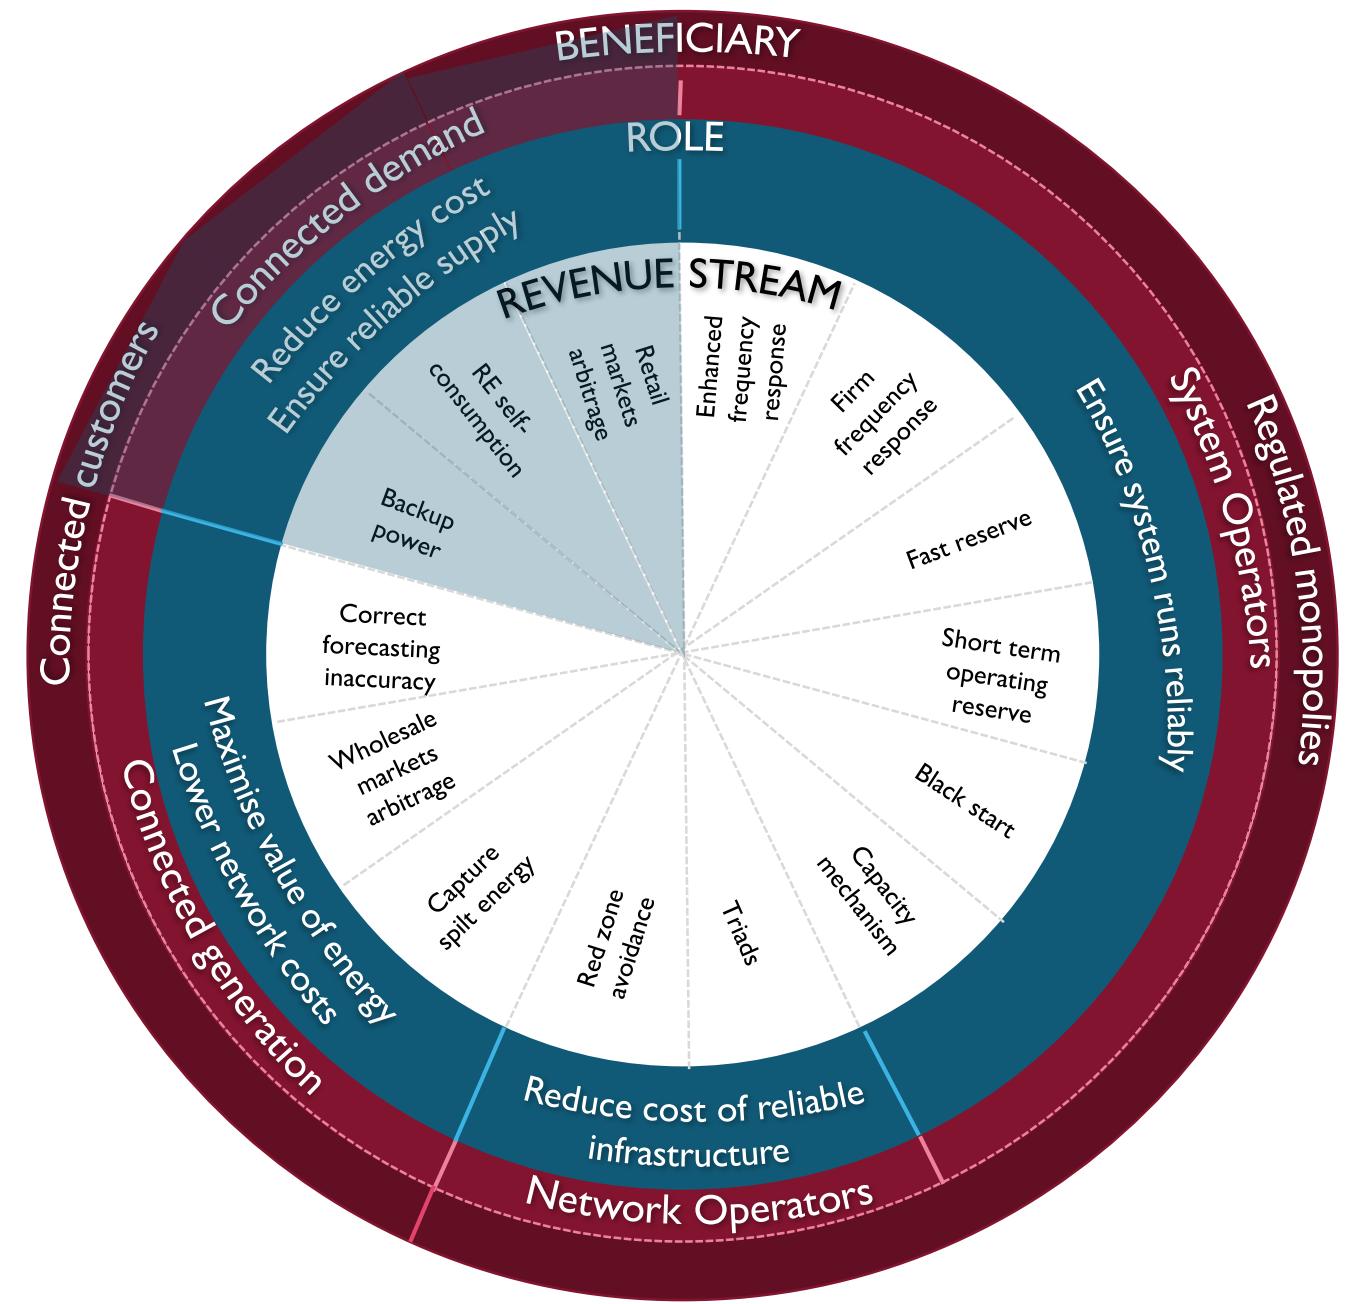 BENEFICIARY
ROLE
REVENUE STREAM
Enhanced
frequency
response
Firm
frequency
response
Fast reserve
Short term
operating
reserve
Black start
Capacity
mechanism
Triads
Red zone
avoidance
Capture
spilt energy
Wholesale
markets
arbitrage
Correct
forecasting
inaccuracy
Backup
power
RE self-
consumption
Retail
markets
arbitrage
Ensure system runs reliably
System Operators
Regulated monopolies
Reduce cost of reliable
infrastructure
Network Operators
Maximise value of energy
Lower network costs
Connected generation
Connected customers
Connected demand
Reduce energy cost
Ensure reliable supply